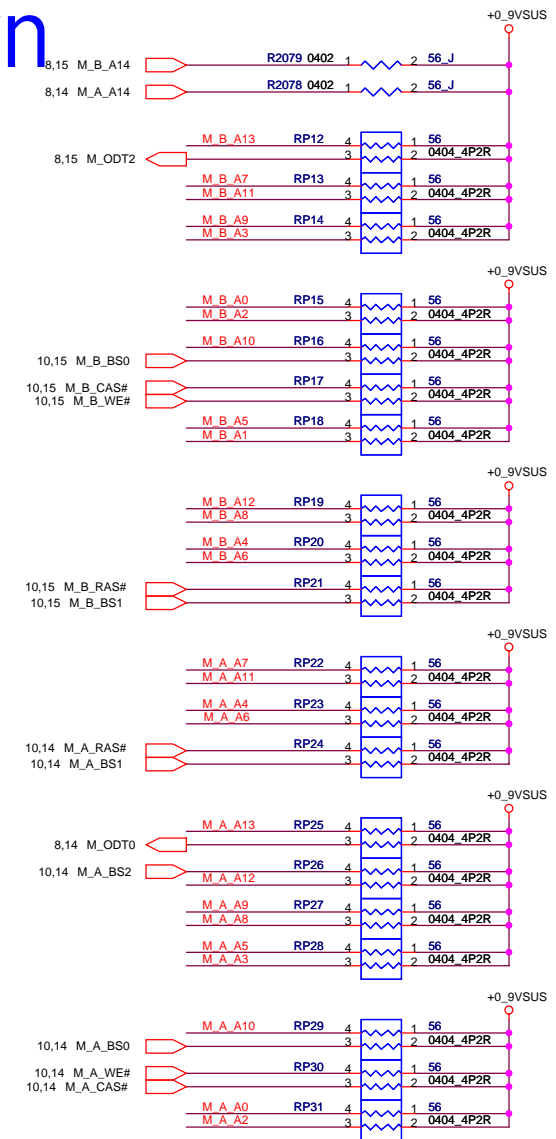 wn
+0_9VSUS
8,15 M_B_A14 R2079 0402 1 2 56_J
8,14 M_A_A14 R2078 0402 1 2 56_J
M_B_A13 RP12 4 1 56
8,15 M_ODT2 3 2 0404_4P2R
M_B_A7 RP13 4 1 56
M_B_A11 3 2 0404_4P2R
M_B_A9 RP14 4 1 56
M_B_A3 3 2 0404_4P2R
+0_9VSUS
M_B_A0 RP15 4 1 56
M_B_A2 3 2 0404_4P2R
M_B_A10 RP16 4 1 56
10,15 M_B_BS0 3 2 0404_4P2R
10,15 M_B_CAS# RP17 4 1 56
10,15 M_B_WE# 3 2 0404_4P2R
M_B_A5 RP18 4 1 56
M_B_A1 3 2 0404_4P2R
+0_9VSUS
M_B_A12 RP19 4 1 56
M_B_A8 3 2 0404_4P2R
M_B_A4 RP20 4 1 56
M_B_A6 3 2 0404_4P2R
10,15 M_B_RAS# RP21 4 1 56
10,15 M_B_BS1 3 2 0404_4P2R
+0_9VSUS
M_A_A7 RP22 4 1 56
M_A_A11 3 2 0404_4P2R
M_A_A4 RP23 4 1 56
M_A_A6 3 2 0404_4P2R
10,14 M_A_RAS# RP24 4 1 56
10,14 M_A_BS1 3 2 0404_4P2R
+0_9VSUS
M_A_A13 RP25 4 1 56
8,14 M_ODT0 3 2 0404_4P2R
10,14 M_A_BS2 RP26 4 1 56
M_A_A12 3 2 0404_4P2R
M_A_A9 RP27 4 1 56
M_A_A8 3 2 0404_4P2R
M_A_A5 RP28 4 1 56
M_A_A3 3 2 0404_4P2R
+0_9VSUS
M_A_A10 RP29 4 1 56
10,14 M_A_BS0 3 2 0404_4P2R
10,14 M_A_WE# RP30 4 1 56
10,14 M_A_CAS# 3 2 0404_4P2R
M_A_A0 RP31 4 1 56
M_A_A2 3 2 0404_4P2R